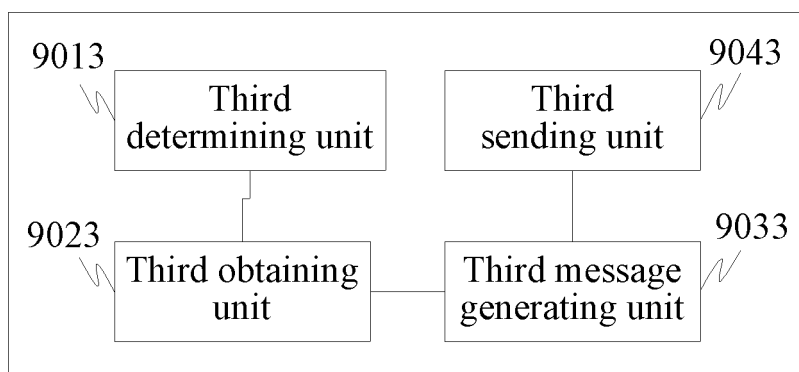 9013
Third
determining unit
9043
Third
sending unit
9023
Third obtaining
unit
9033
Third message
generating unit